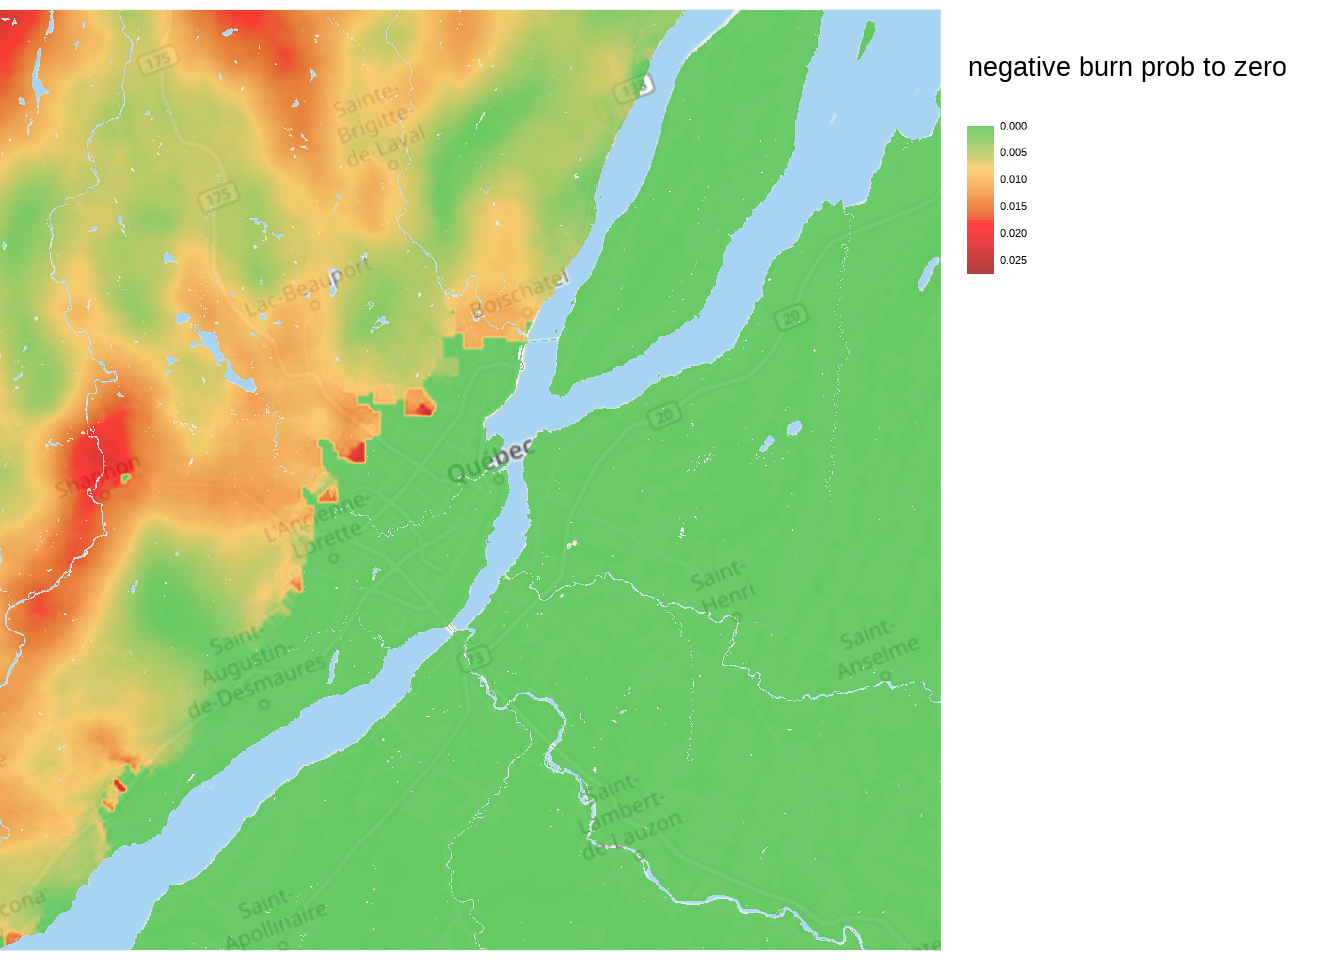 negative burn prob to zero
0.000
0.005
0.010
0.015
0.020
0.025
175
138
Sainte-
Brigitte-
de-Laval
175
Lac-Beauport
Boischatel
20
20
Québec
Shannon
L'Ancienne-
Lorette
Saint-
Henri
Saint-
Anselme
Saint-
Augustin-
de-Desmaures
73
Saint-
Lambert-
de-Lauzon
cona
Saint-
Apollinaire